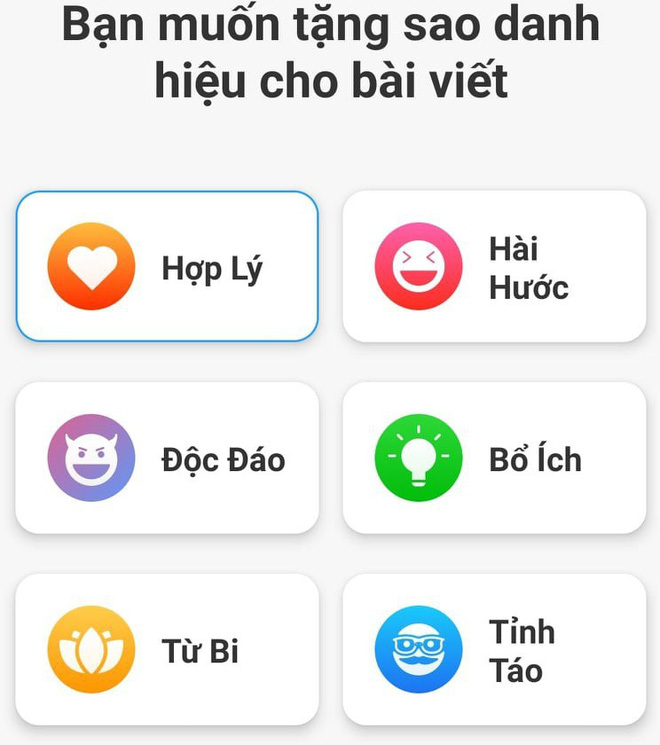 Bạn muốn tặng sao danh
hiệu cho bài viết
Hợp Lý
Hài
Hước
Độc Đáo
Bổ Ích
Từ Bi
Tỉnh
Táo